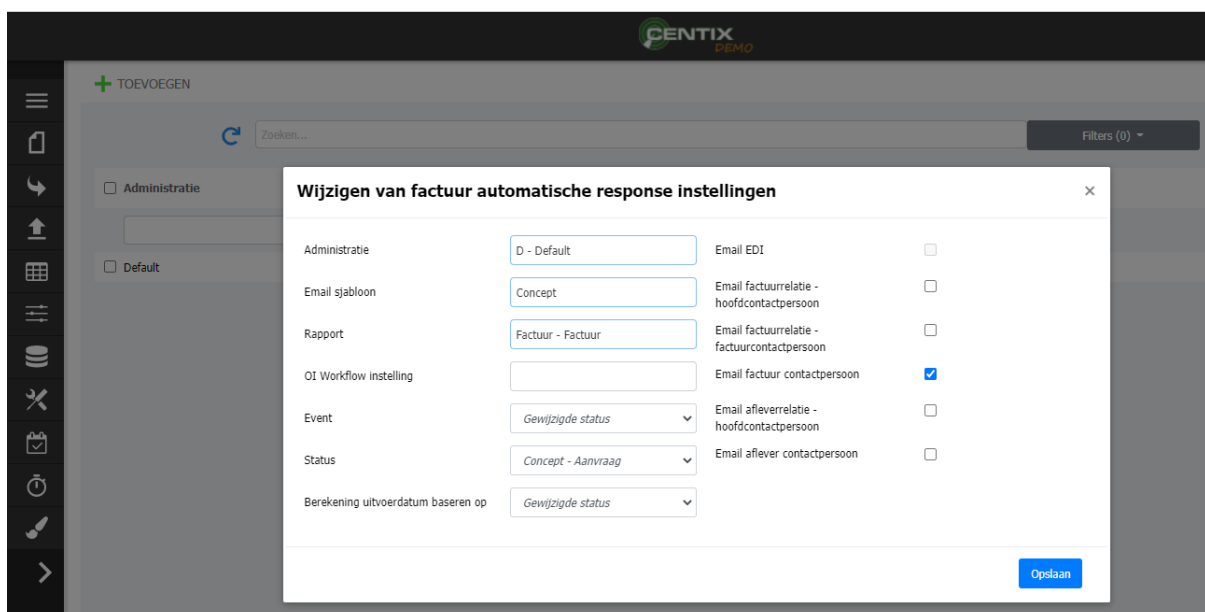 CENTIX
DEMO
TOEVOEGEN
Zoeken...
Filters (0)
Administratie
Default
Wijzigen van factuur automatische response instellingen
×
Administratie
D - Default
Email EDI
Email sjabloon
Concept
Email factuurrelatie -
hoofdcontactpersoon
Rapport
Factuur - Factuur
Email factuurrelatie -
factuurcontactpersoon
OI Workflow instelling
Email factuur contactpersoon
Event
Gewijzigde status
Email afleverrelatie -
hoofdcontactpersoon
Status
Concept - Aanvraag
Email aflever contactpersoon
Berekening uitvoerdatum baseren op
Gewijzigde status
Opslaan